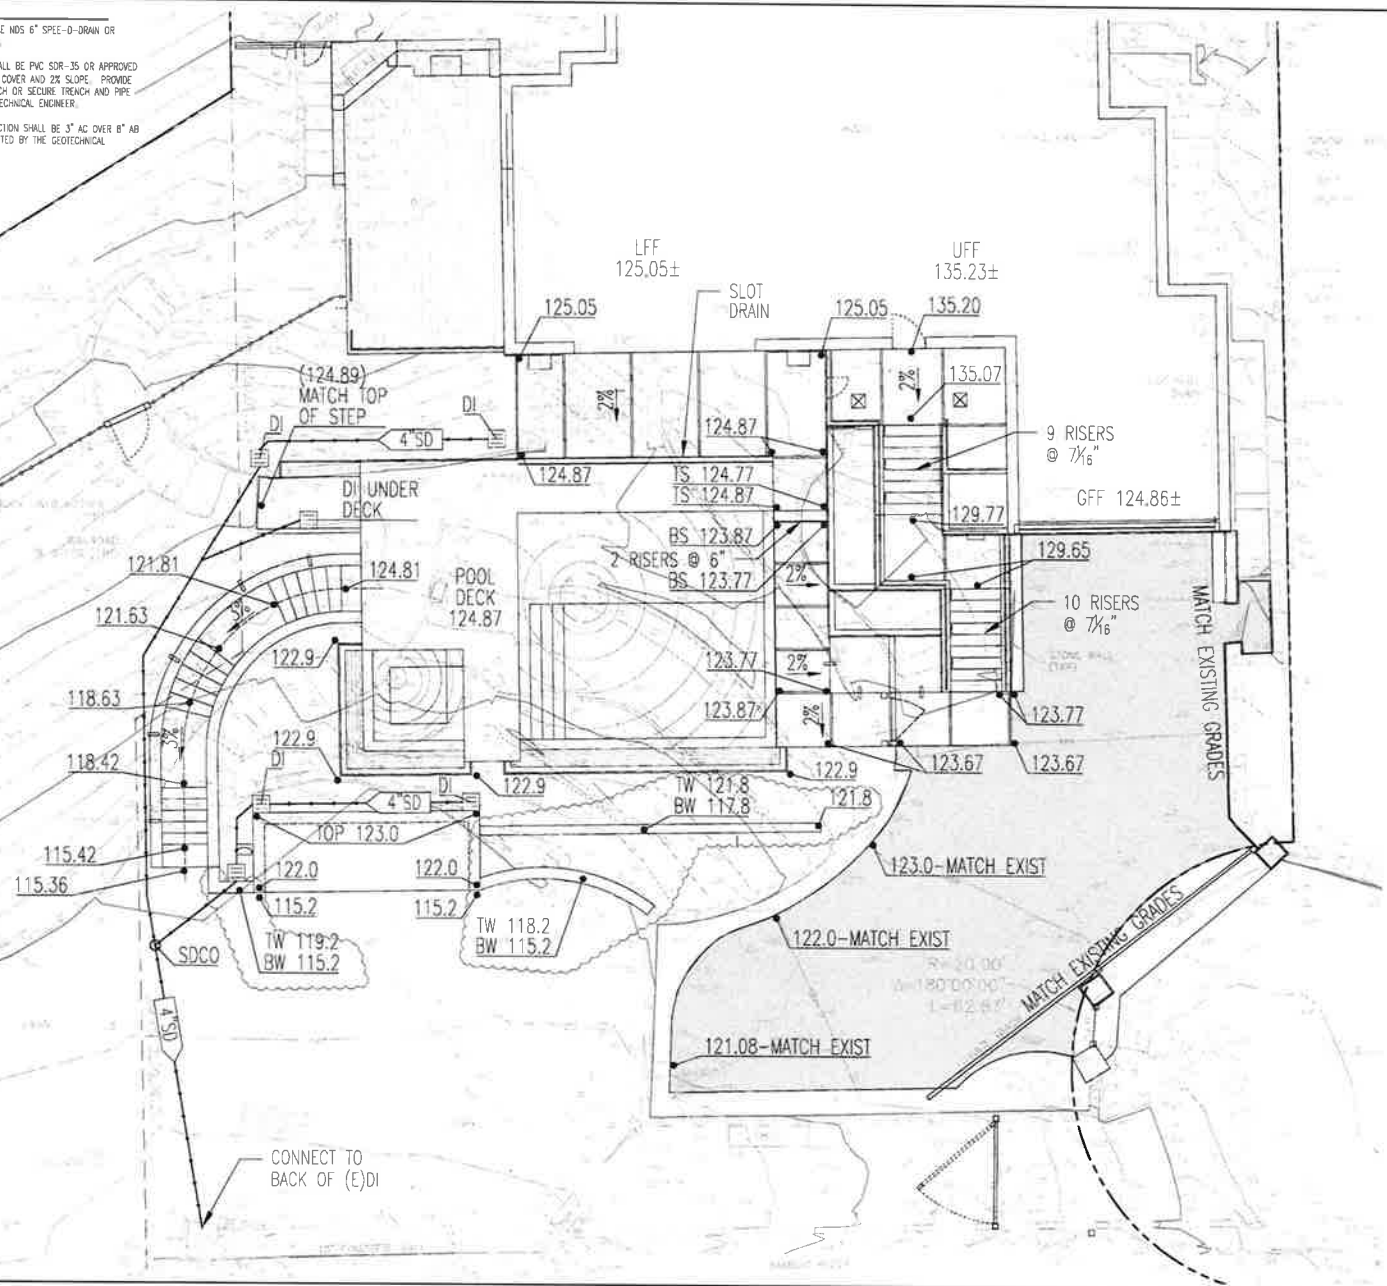 E NDS 6" SPEE-D-DRAIN OR
ALL BE PVC SDR-35 OR APPROVED
COVER AND 2% SLOPE. PROVIDE
CH OR SECURE TRENCH AND PIPE
ECHNICAL ENGINEER.
CTION SHALL BE 3" AC OVER 8" AB
TED BY THE GEOTECHNICAL
LFF
125.05±
UFF
135.23±
SLOT
DRAIN
125.05
125.05
135.20
2%
2%
135.07
(124.89)
MATCH TOP
OF STEP
DI
DI
4"SD
124.87
124.87
9 RISERS
@ 7 1/16"
TS 124.77
TS 124.87
GFF 124.86±
DI UNDER
DECK
129.77
BS 123.87
2 RISERS @ 6"
BS 123.77
129.65
121.81
124.81
POOL
DECK
124.87
2%
3%
10 RISERS
@ 7 1/16"
121.63
122.9
123.77
2%
MATCH EXISTING GRADES
118.63
123.87
2%
123.77
3%
122.9
DI
118.42
DI
4"SD
122.9
122.9
123.67
123.67
TW 121.8
BW 117.8
121.8
TOP 123.0
115.42
115.36
122.0
122.0
123.0-MATCH EXIST
115.2
115.2
TW 118.2
BW 115.2
122.0-MATCH EXIST
MATCH EXISTING GRADES
SDCO
TW 119.2
BW 115.2
4"SD
121.08-MATCH EXIST
CONNECT TO
BACK OF (E)DI